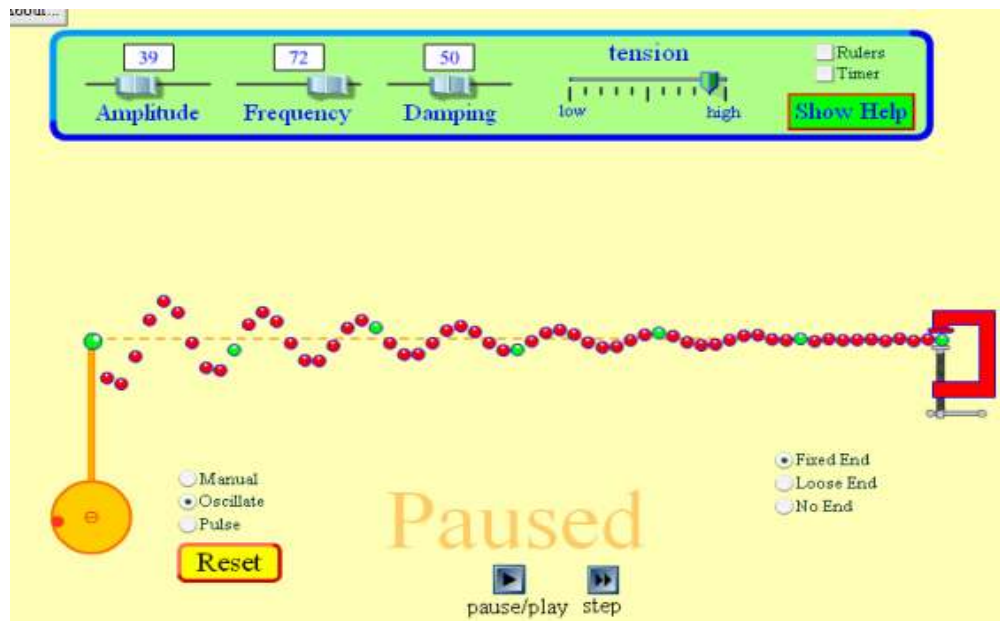 About...
39 72 50 tension Rulers
Timer
Amplitude Frequency Damping low high Show Help
Manual
Oscillate
Pulse
Reset
Fixed End
Loose End
No End
Paused
pause/play step